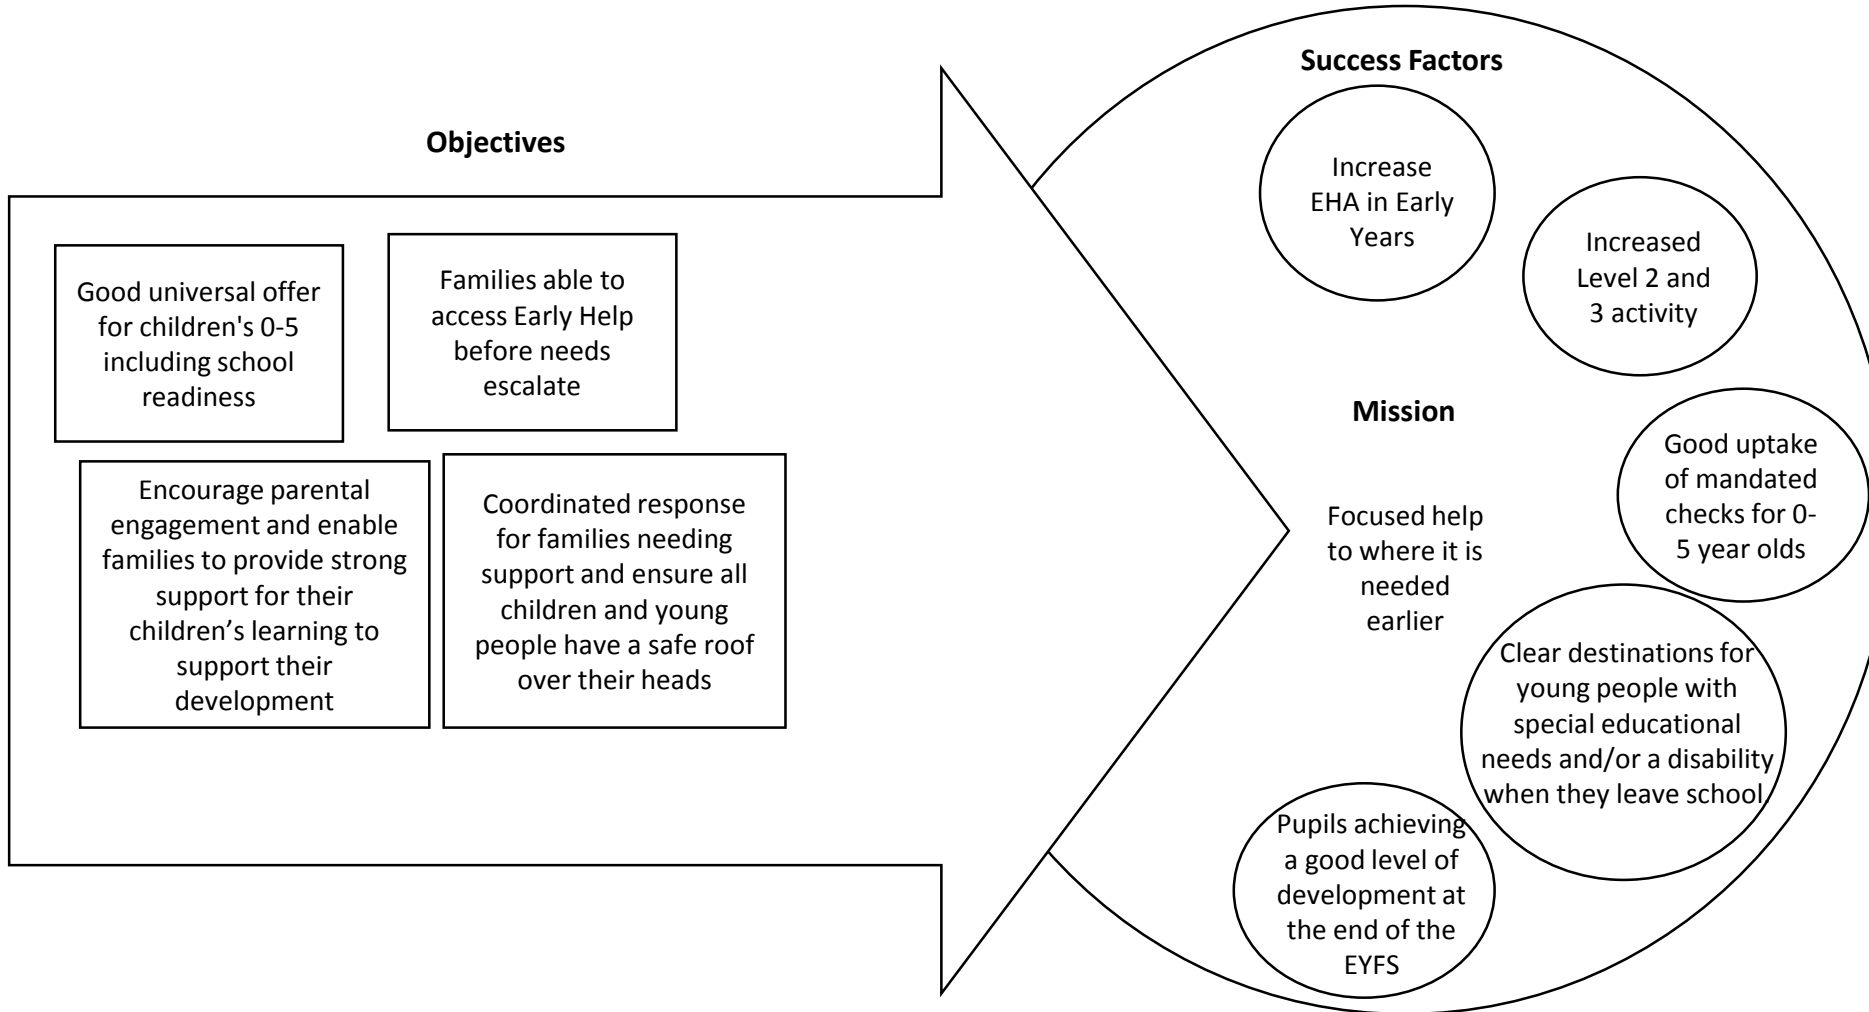 Objectives
Good universal offer
for children's 0-5
including school
readiness
Families able to
access Early Help
before needs
escalate
Encourage parental
engagement and enable
families to provide strong
support for their
children’s learning to
support their
development
Coordinated response
for families needing
support and ensure all
children and young
people have a safe roof
over their heads
Success Factors
Increase
EHA in Early
Years
Increased
Level 2 and
3 activity
Mission
Focused help
to where it is
needed
earlier
Good uptake
of mandated
checks for 0-
5 year olds
Clear destinations for
young people with
special educational
needs and/or a disability
when they leave school.
Pupils achieving
a good level of
development at
the end of the
EYFS